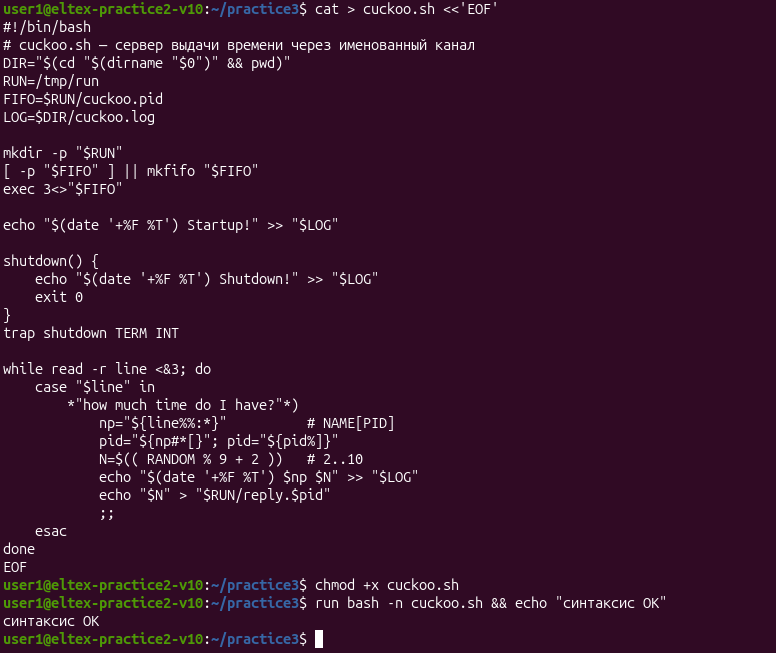 user1@eltex-practice2-v10:~/practice3$ cat > cuckoo.sh <<'EOF'
#!/bin/bash
# cuckoo.sh — сервер выдачи времени через именованный канал
DIR="$(cd "$(dirname "$0")" && pwd)"
RUN=/tmp/run
FIFO=$RUN/cuckoo.pid
LOG=$DIR/cuckoo.log

mkdir -p "$RUN"
[ -p "$FIFO" ] || mkfifo "$FIFO"
exec 3<>"$FIFO"

echo "$(date '+%F %T') Startup!" >> "$LOG"

shutdown() {
    echo "$(date '+%F %T') Shutdown!" >> "$LOG"
    exit 0
}
trap shutdown TERM INT

while read -r line <&3; do
    case "$line" in
        *"how much time do I have?"*)
            np="${line%%:*}"          # NAME[PID]
            pid="${np#*[}"; pid="${pid%]}"
            N=$(( RANDOM % 9 + 2 ))   # 2..10
            echo "$(date '+%F %T') $np $N" >> "$LOG"
            echo "$N" > "$RUN/reply.$pid"
            ;;
    esac
done
EOF
user1@eltex-practice2-v10:~/practice3$ chmod +x cuckoo.sh
user1@eltex-practice2-v10:~/practice3$ run bash -n cuckoo.sh && echo "синтаксис OK"
синтаксис OK
user1@eltex-practice2-v10:~/practice3$